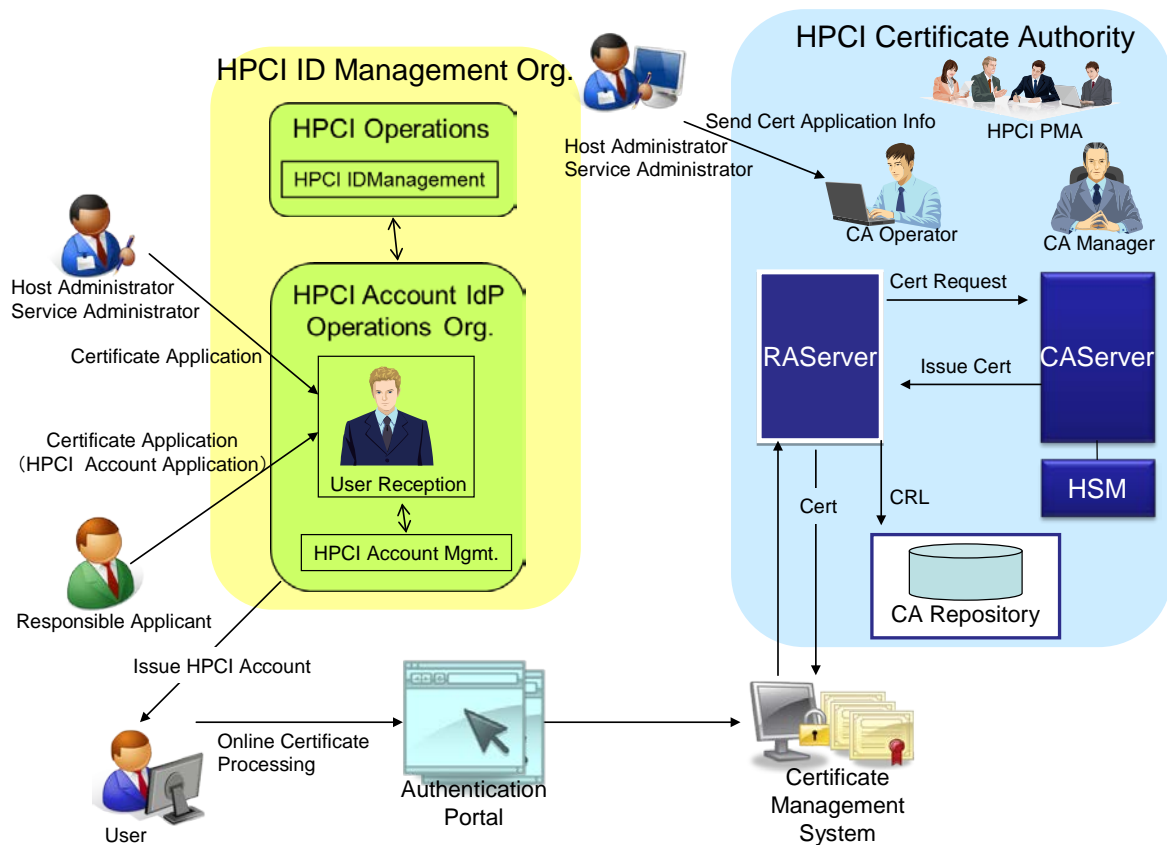 HPCI ID Management Org.
HPCI Operations
HPCI IDManagement
HPCI Account IdP
Operations Org.
User Reception
HPCI Account Mgmt.
Host Administrator
Service Administrator
Certificate Application
Certificate Application
（HPCI Account Application）
Responsible Applicant
Issue HPCI Account
User
Online Certificate
Processing
Authentication
Portal
Certificate
Management
System
Host Administrator
Service Administrator
Send Cert Application Info
HPCI Certificate Authority
HPCI PMA
CA Operator
CA Manager
RAServer
Cert Request
Issue Cert
CAServer
HSM
Cert
CRL
CA Repository